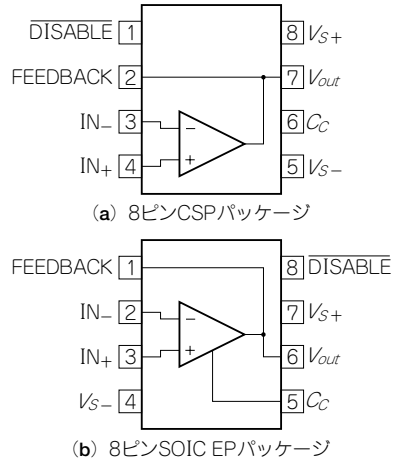 DISABLE 1 8 VS+
FEEDBACK 2 7 Vout
IN− 3 − 6 CC
IN+ 4 + 5 VS−
(a) 8ピンCSPパッケージ
FEEDBACK 1 8 DISABLE
IN− 2 − 7 VS+
IN+ 3 + 6 Vout
VS− 4 5 CC
(b) 8ピンSOIC EPパッケージ